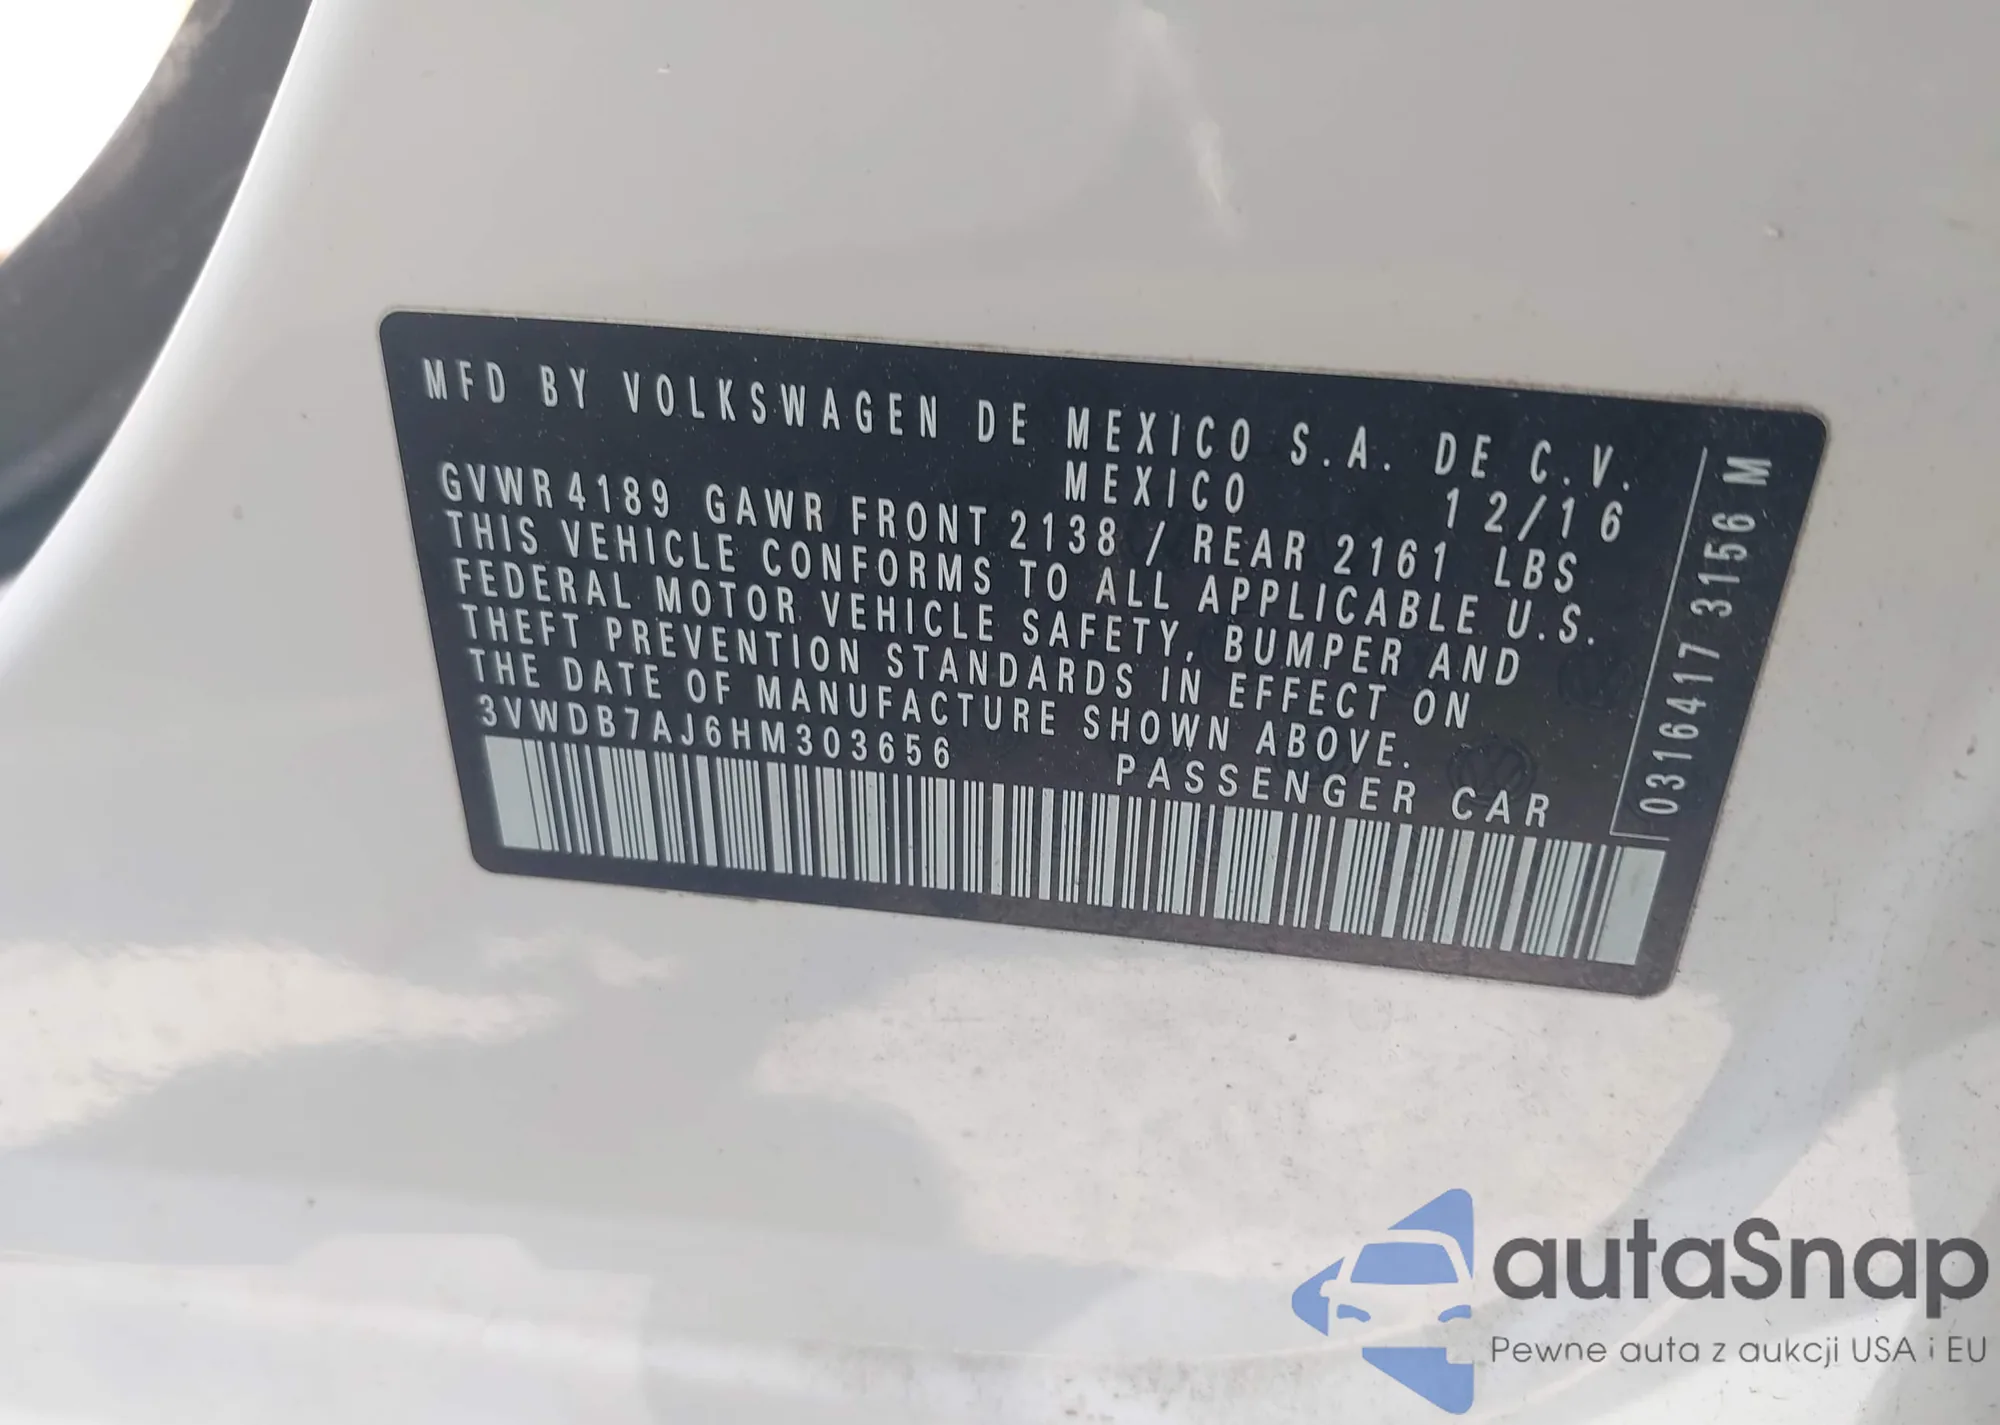 MFD BY VOLKSWAGEN DE MEXICO S.A. DE C.V.
MEXICO 12/16
GVWR 4189 GAWR FRONT 2138 / REAR 2161 LBS
THIS VEHICLE CONFORMS TO ALL APPLICABLE U.S.
FEDERAL MOTOR VEHICLE SAFETY, BUMPER AND
THEFT PREVENTION STANDARDS IN EFFECT ON
THE DATE OF MANUFACTURE SHOWN ABOVE.
3VWDB7AJ6HM303656 PASSENGER CAR
0316417 3156 M
autaSnap
Pewne auta z aukcji USA i EU